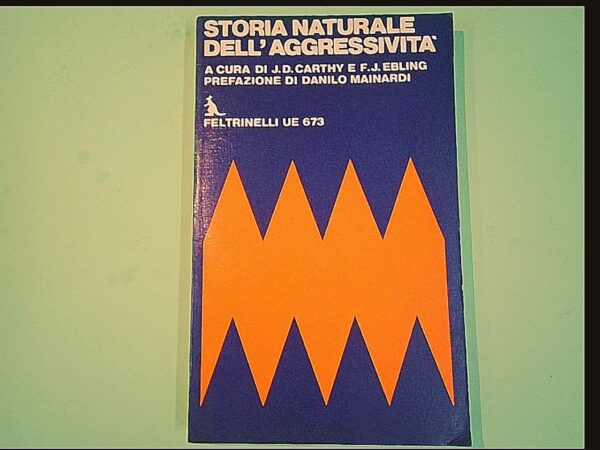 STORIA NATURALE
DELL'AGGRESSIVITÀ
A CURA DI J.D.CARTHY E F.J.EBLING
PREFAZIONE DI DANILO MAINARDI
FELTRINELLI UE 673